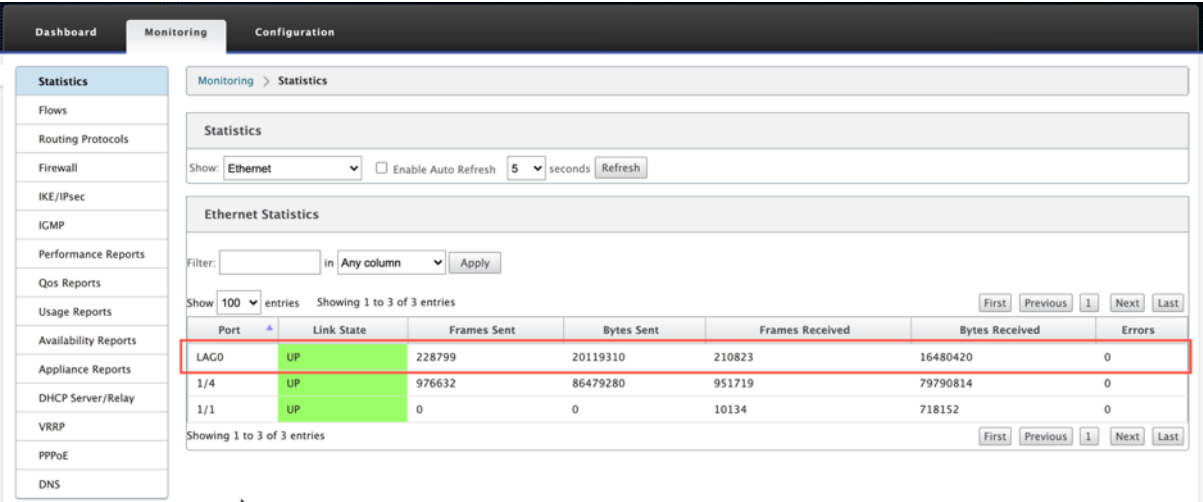 Dashboard Monitoring Configuration
Statistics
Flows
Routing Protocols
Firewall
IKE/IPsec
IGMP
Performance Reports
Qos Reports
Usage Reports
Availability Reports
Appliance Reports
DHCP Server/Relay
VRRP
PPPoE
DNS
Monitoring > Statistics
Statistics
Show: Ethernet Enable Auto Refresh 5 seconds Refresh
Ethernet Statistics
Filter: in Any column Apply
Show 100 entries Showing 1 to 3 of 3 entries First Previous 1 Next Last
Port Link State Frames Sent Bytes Sent Frames Received Bytes Received Errors
LAG0 UP 228799 20119310 210823 16480420 0
1/4 UP 976632 86479280 951719 79790814 0
1/1 UP 0 0 10134 718152 0
Showing 1 to 3 of 3 entries First Previous 1 Next Last